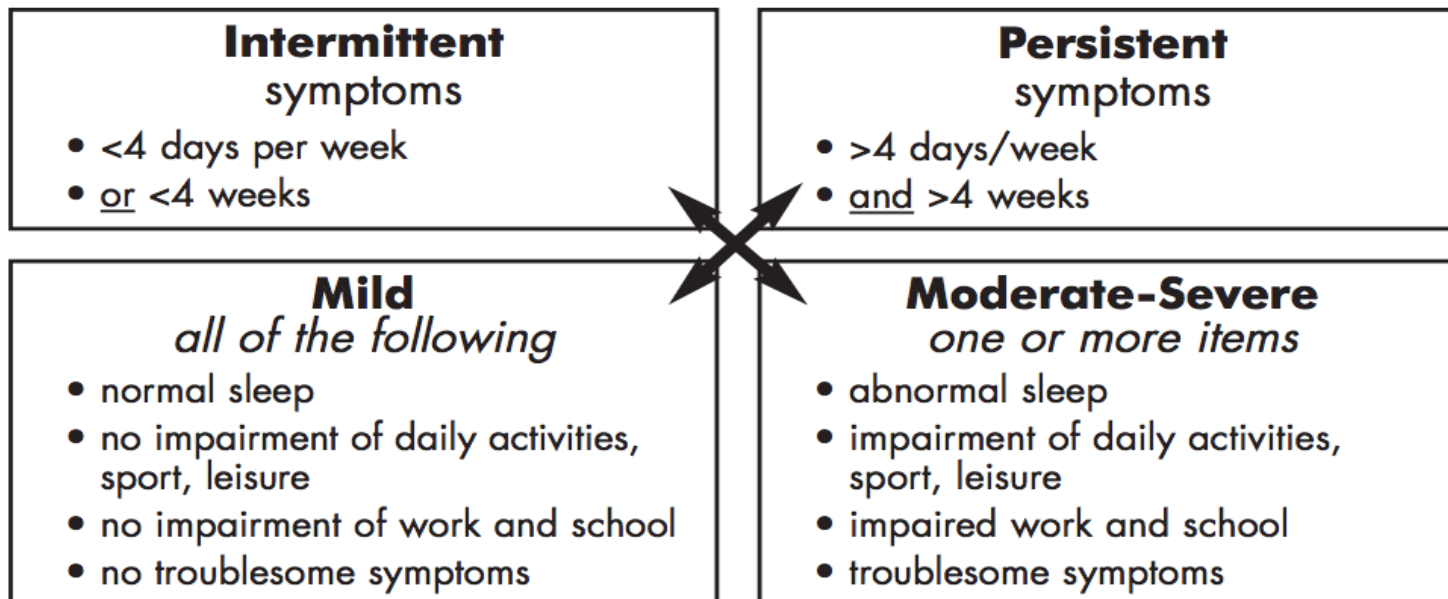 Intermittent
symptoms
• <4 days per week
• or <4 weeks
Persistent
symptoms
• >4 days/week
• and >4 weeks
Mild
all of the following
• normal sleep
• no impairment of daily activities,
sport, leisure
• no impairment of work and school
• no troublesome symptoms
Moderate-Severe
one or more items
• abnormal sleep
• impairment of daily activities,
sport, leisure
• impaired work and school
• troublesome symptoms